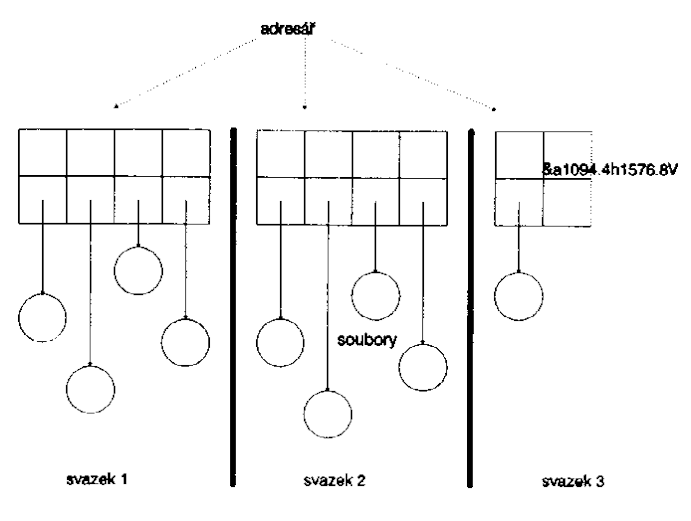 adresář
&a1094.4h1576.8V
soubory
svazek 1
svazek 2
svazek 3